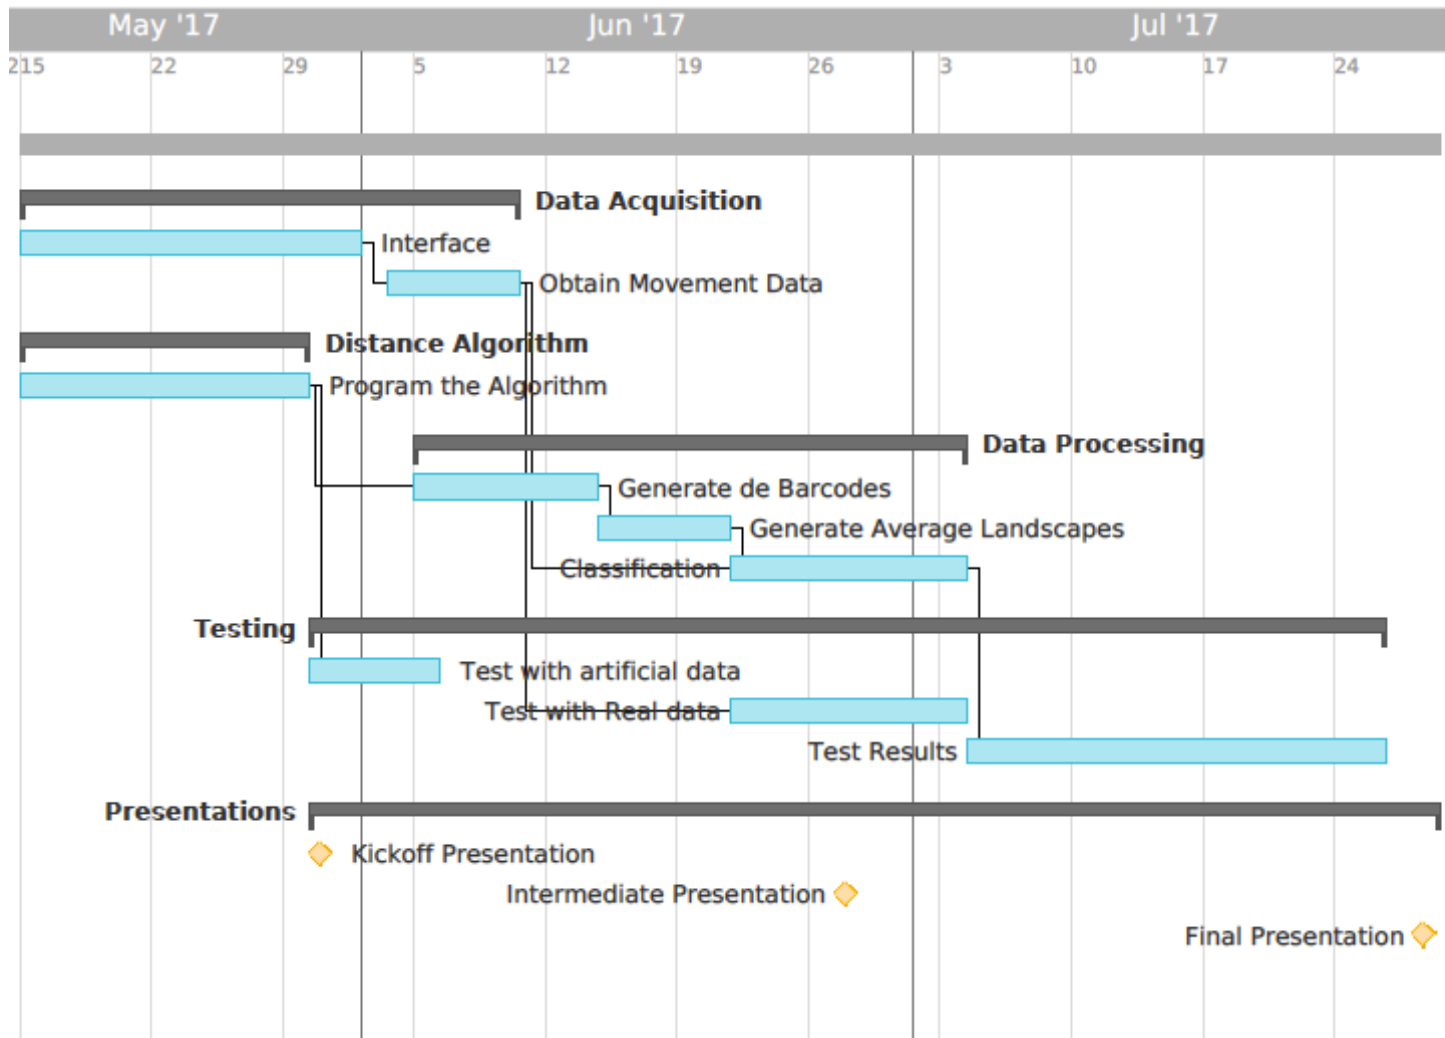 May '17 Jun '17 Jul '17
215 22 29 5 12 19 26 3 10 17 24
Data Acquisition
Interface
Obtain Movement Data
Distance Algorithm
Program the Algorithm
Data Processing
Generate de Barcodes
Generate Average Landscapes
Classification
Testing
Test with artificial data
Test with Real data
Test Results
Presentations
Kickoff Presentation
Intermediate Presentation
Final Presentation